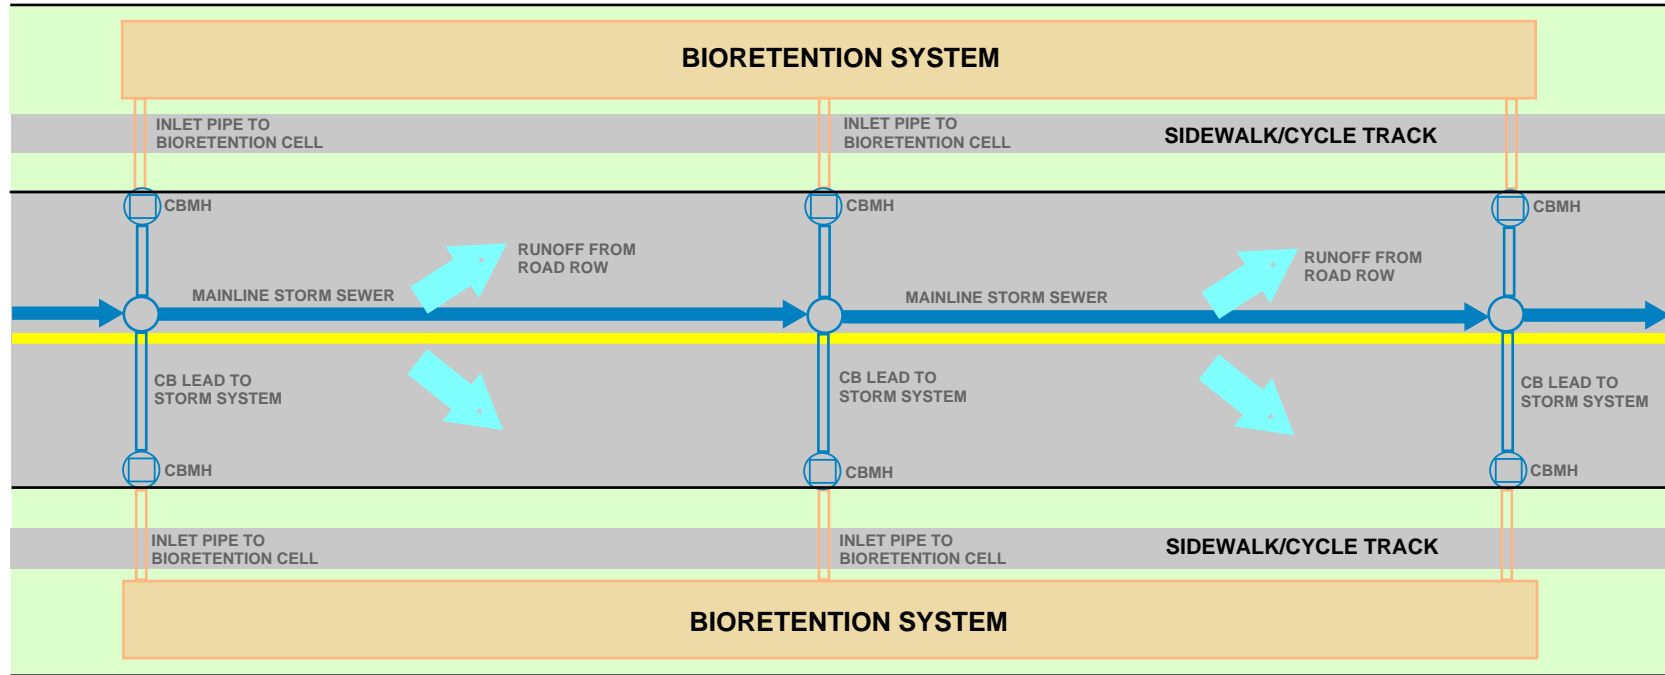 BIORETENTION SYSTEM
INLET PIPE TO
BIORETENTION CELL
INLET PIPE TO
BIORETENTION CELL
SIDEWALK/CYCLE TRACK
CBMH
CBMH
CBMH
RUNOFF FROM
ROAD ROW
RUNOFF FROM
ROAD ROW
MAINLINE STORM SEWER
MAINLINE STORM SEWER
CB LEAD TO
STORM SYSTEM
CB LEAD TO
STORM SYSTEM
CB LEAD TO
STORM SYSTEM
CBMH
CBMH
CBMH
INLET PIPE TO
BIORETENTION CELL
INLET PIPE TO
BIORETENTION CELL
SIDEWALK/CYCLE TRACK
BIORETENTION SYSTEM